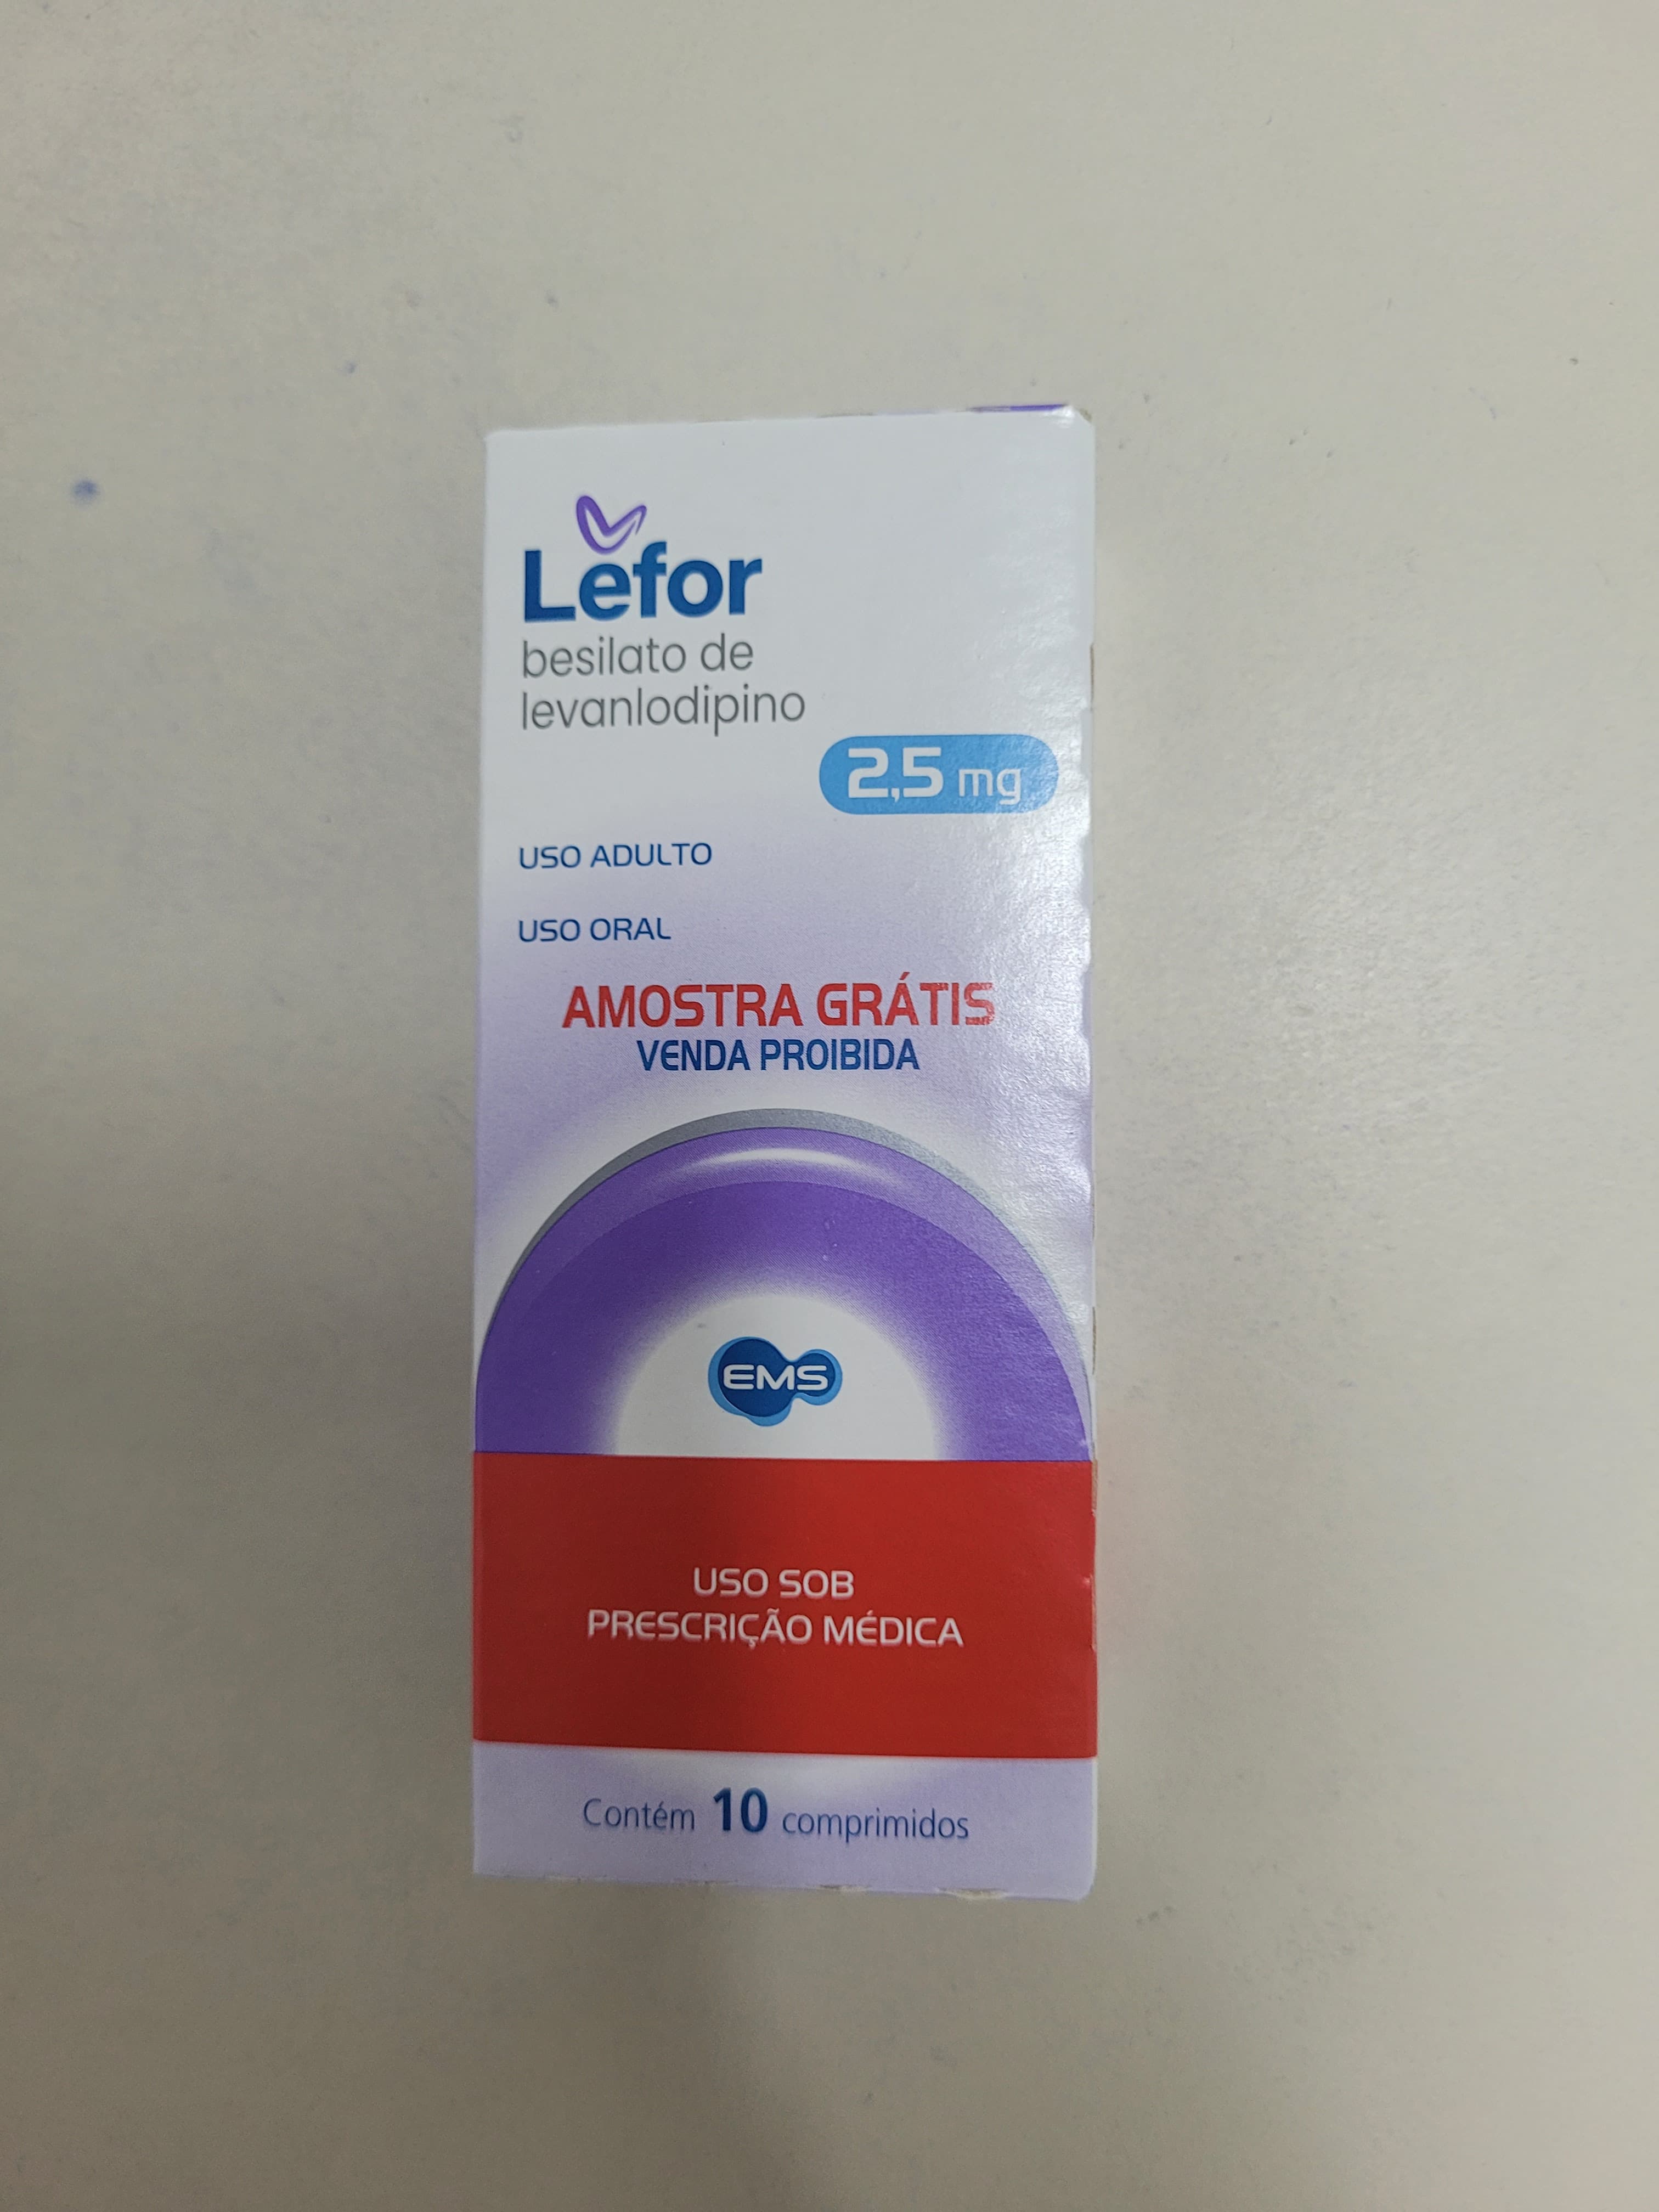 Lefor
besilato de
levanlodipino
2,5 mg
USO ADULTO
USO ORAL
AMOSTRA GRÁTIS
VENDA PROIBIDA
EMS
USO SOB
PRESCRIÇÃO MÉDICA
Contém 10 comprimidos